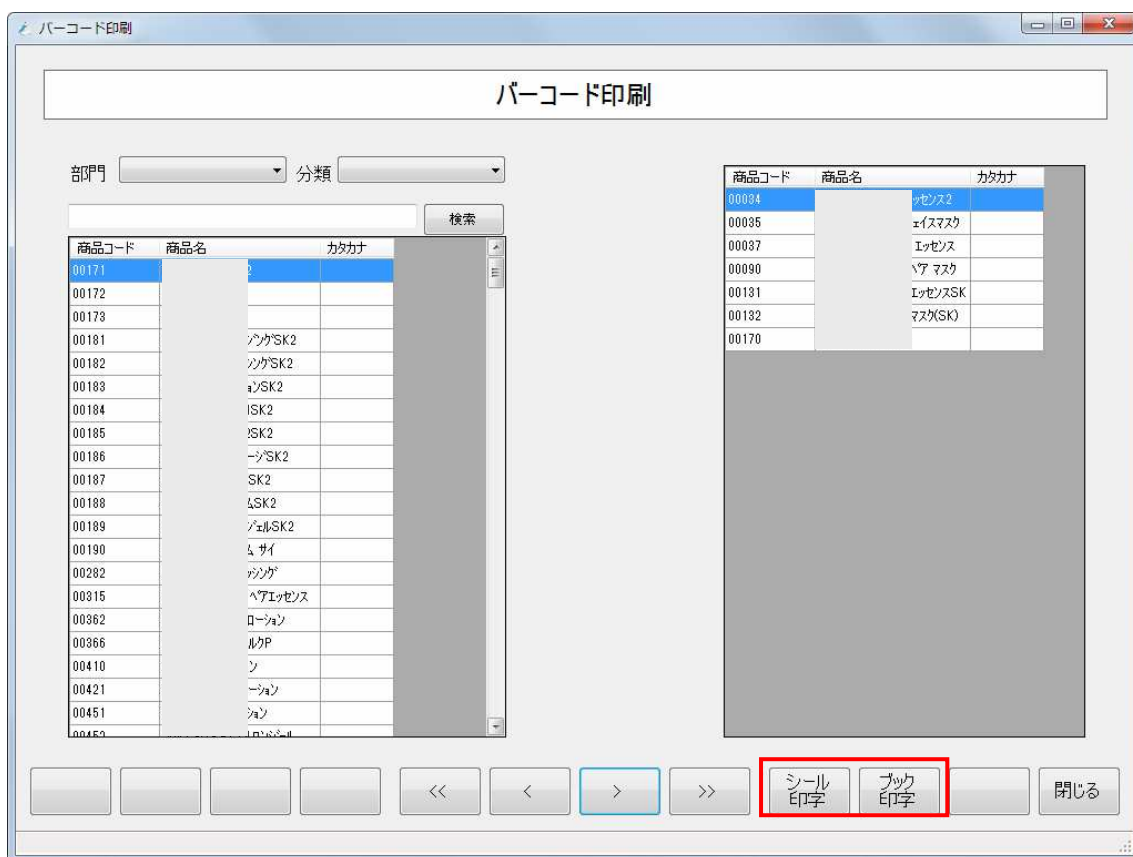 バーコード印刷
バーコード印刷
部門 分類
検索
商品コード 商品名 カタカナ
00171 2
00172
00173
00181 ｼﾝｸﾞSK2
00182 ｼﾝｸﾞSK2
00183 ｮﾝSK2
00184 SK2
00185 2SK2
00186 ｰｼﾞSK2
00187 SK2
00188 ﾑSK2
00189 ｼﾞｪﾙSK2
00190 ﾑ ｻｲ
00282 ｯｼﾝｸﾞ
00315 ﾍﾟｱｴｯｾﾝｽ
00362 ﾛｰｼｮﾝ
00366 ﾙｸP
00410 ﾝ
00421 ｰｼｮﾝ
00451 ｼｮﾝ
00452
商品コード 商品名 カタカナ
00034 ｯｾﾝｽ2
00035 ｪｲｽﾏｽｸ
00037 ｴｯｾﾝｽ
00090 ﾍﾟｱ ﾏｽｸ
00131 ｴｯｾﾝｽSK
00132 ﾏｽｸ(SK)
00170
<< < > >> シール印字 ブック印字 閉じる